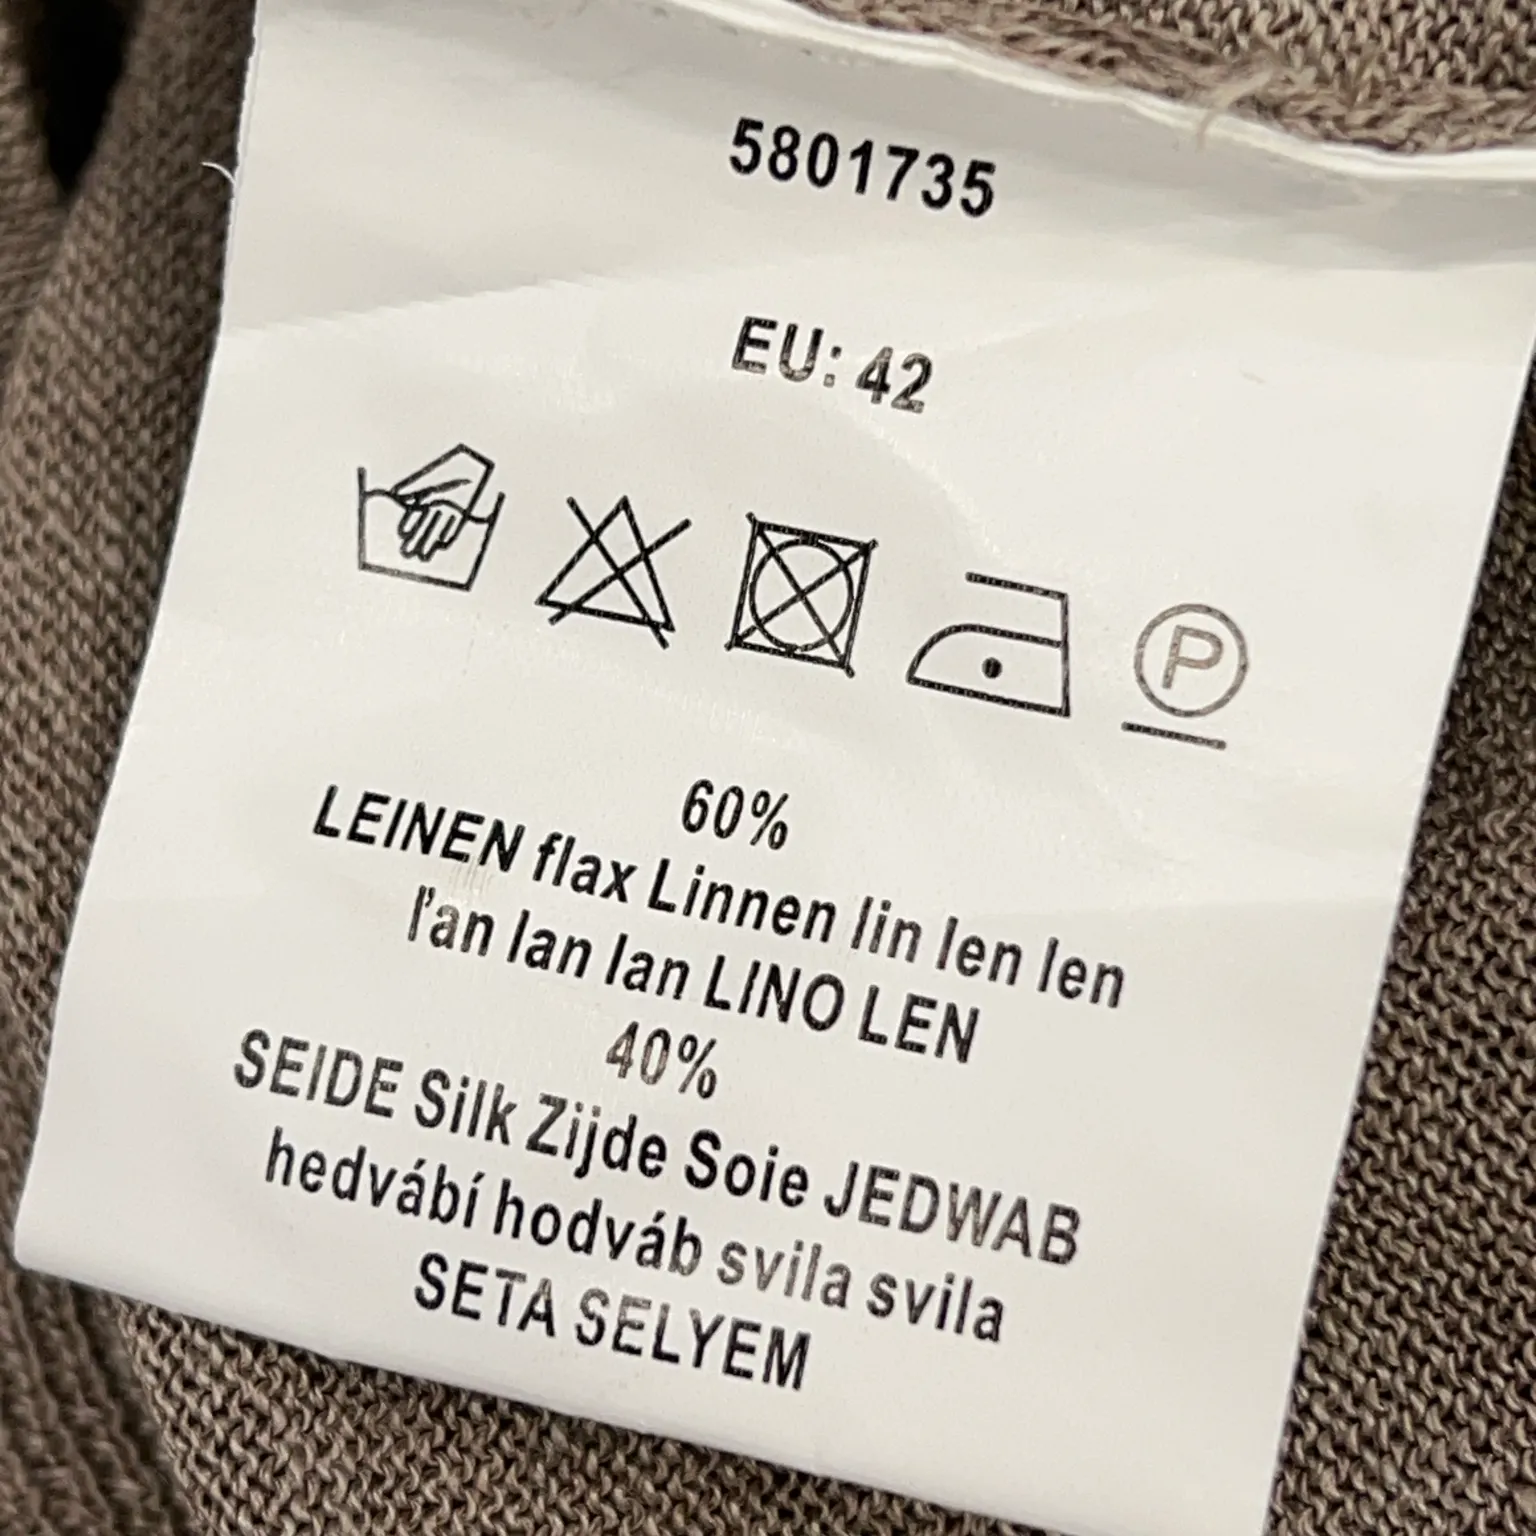 5801735
EU: 42
P
60%
LEINEN flax Linnen lin len len
ľan lan lan LINO LEN
40%
SEIDE Silk Zijde Soie JEDWAB
hedvábí hodváb svila svila
SETA SELYEM